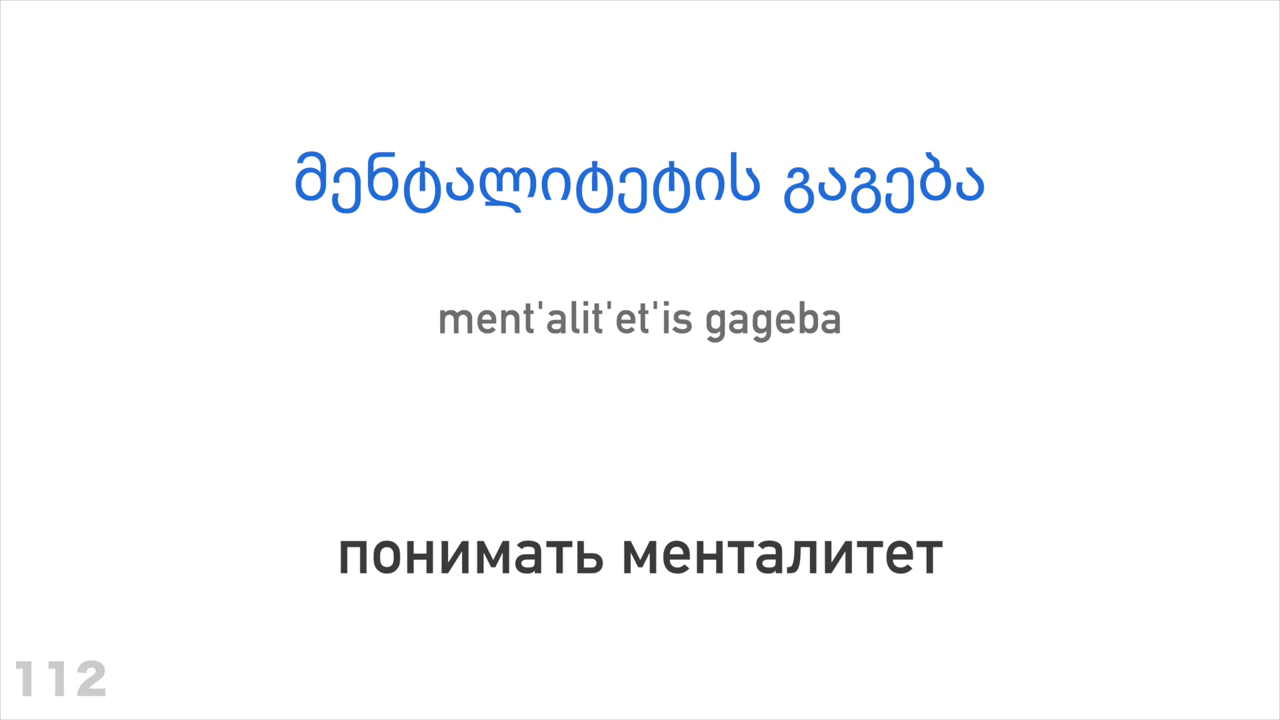 მენტალიტეტის გაგება
ment'alit'et'is gageba
понимать менталитет
112